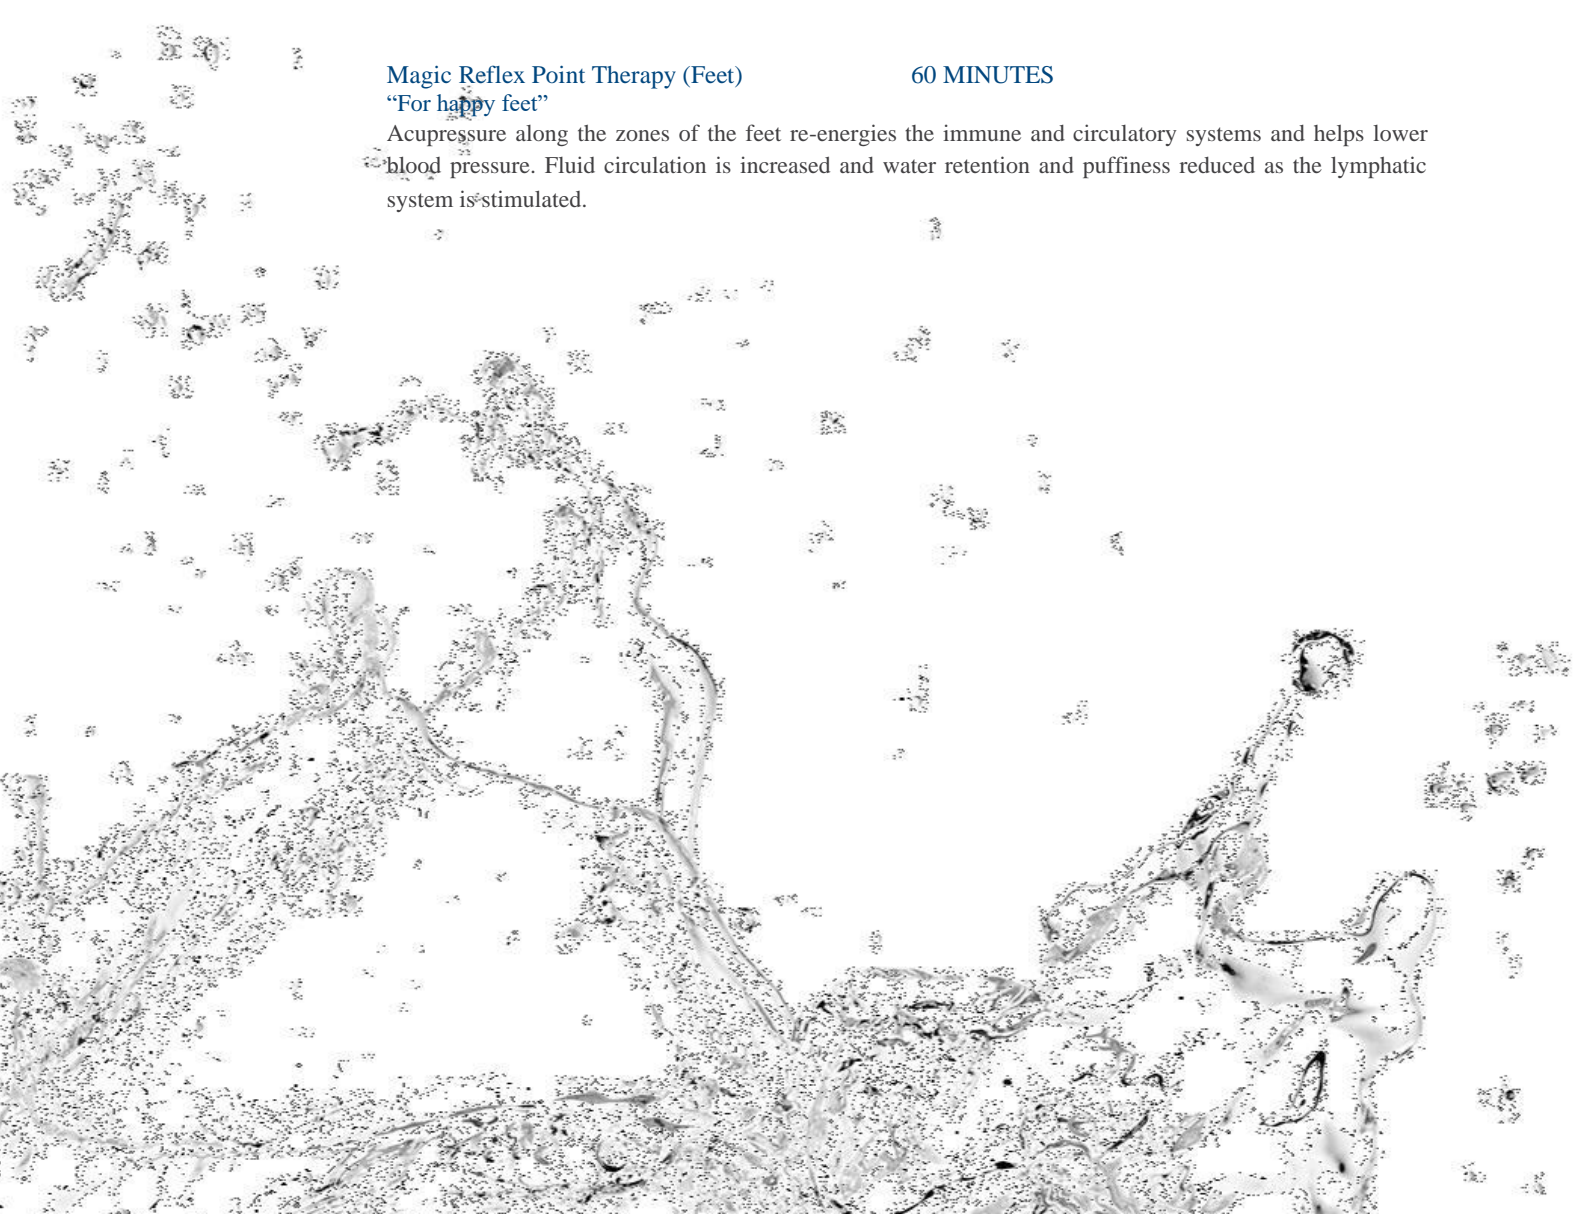 Magic Reflex Point Therapy (Feet) 60 MINUTES
“For happy feet”
Acupressure along the zones of the feet re-energies the immune and circulatory systems and helps lower
blood pressure. Fluid circulation is increased and water retention and puffiness reduced as the lymphatic
system is stimulated.